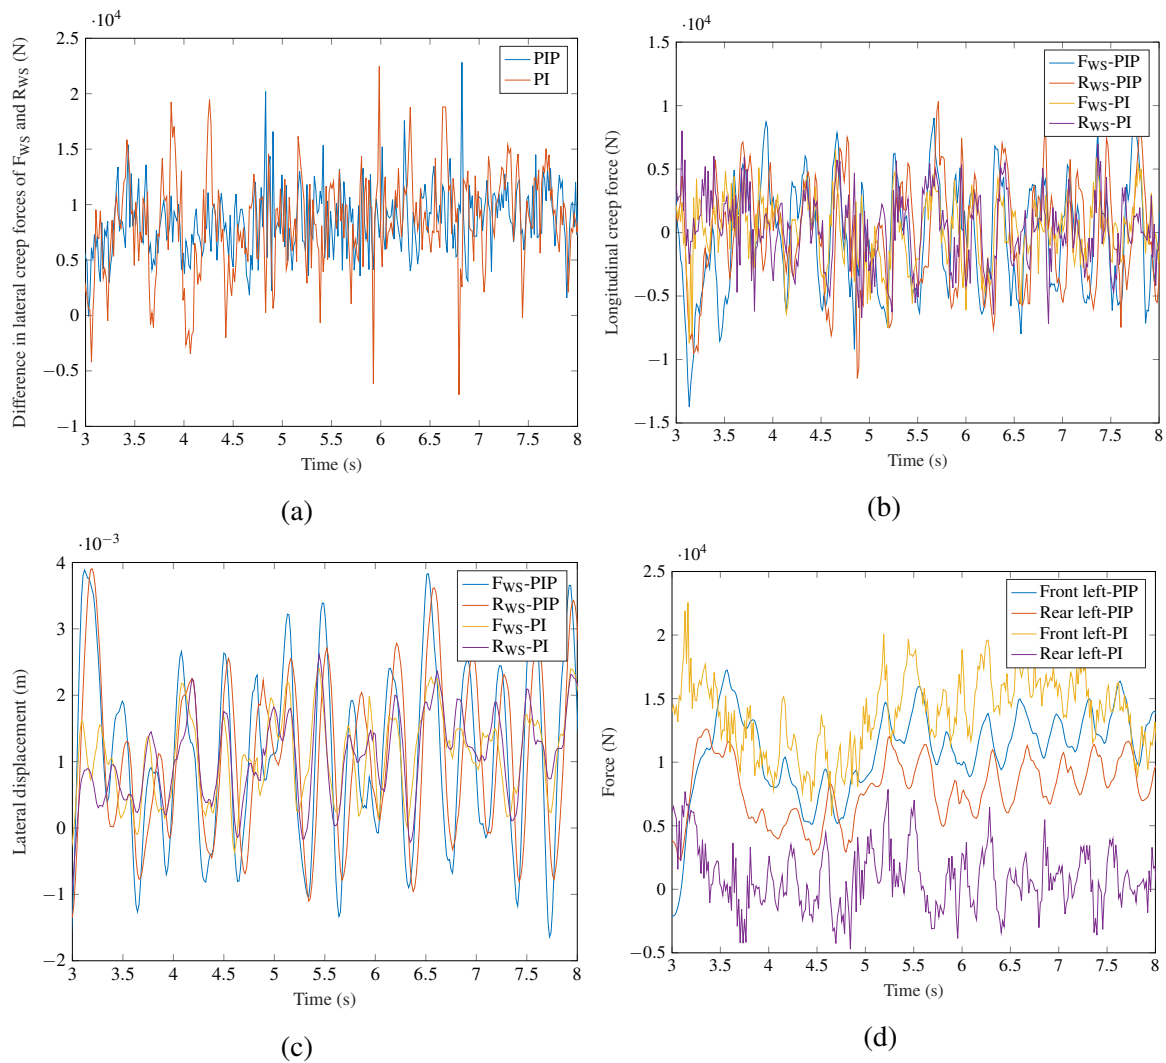 ·10⁴
2.5
2
1.5
1
0.5
0
−0.5
−1
3 3.5 4 4.5 5 5.5 6 6.5 7 7.5 8
Difference in lateral creep forces of F_WS and R_WS (N)
Time (s)
PIP
PI
(a)
·10⁴
1.5
1
0.5
0
−0.5
−1
−1.5
3 3.5 4 4.5 5 5.5 6 6.5 7 7.5 8
Longitudinal creep force (N)
Time (s)
F_WS-PIP
R_WS-PIP
F_WS-PI
R_WS-PI
(b)
·10⁻³
4
3
2
1
0
−1
−2
3 3.5 4 4.5 5 5.5 6 6.5 7 7.5 8
Lateral displacement (m)
Time (s)
F_WS-PIP
R_WS-PIP
F_WS-PI
R_WS-PI
(c)
·10⁴
2.5
2
1.5
1
0.5
0
−0.5
3 3.5 4 4.5 5 5.5 6 6.5 7 7.5 8
Force (N)
Time (s)
Front left-PIP
Rear left-PIP
Front left-PI
Rear left-PI
(d)